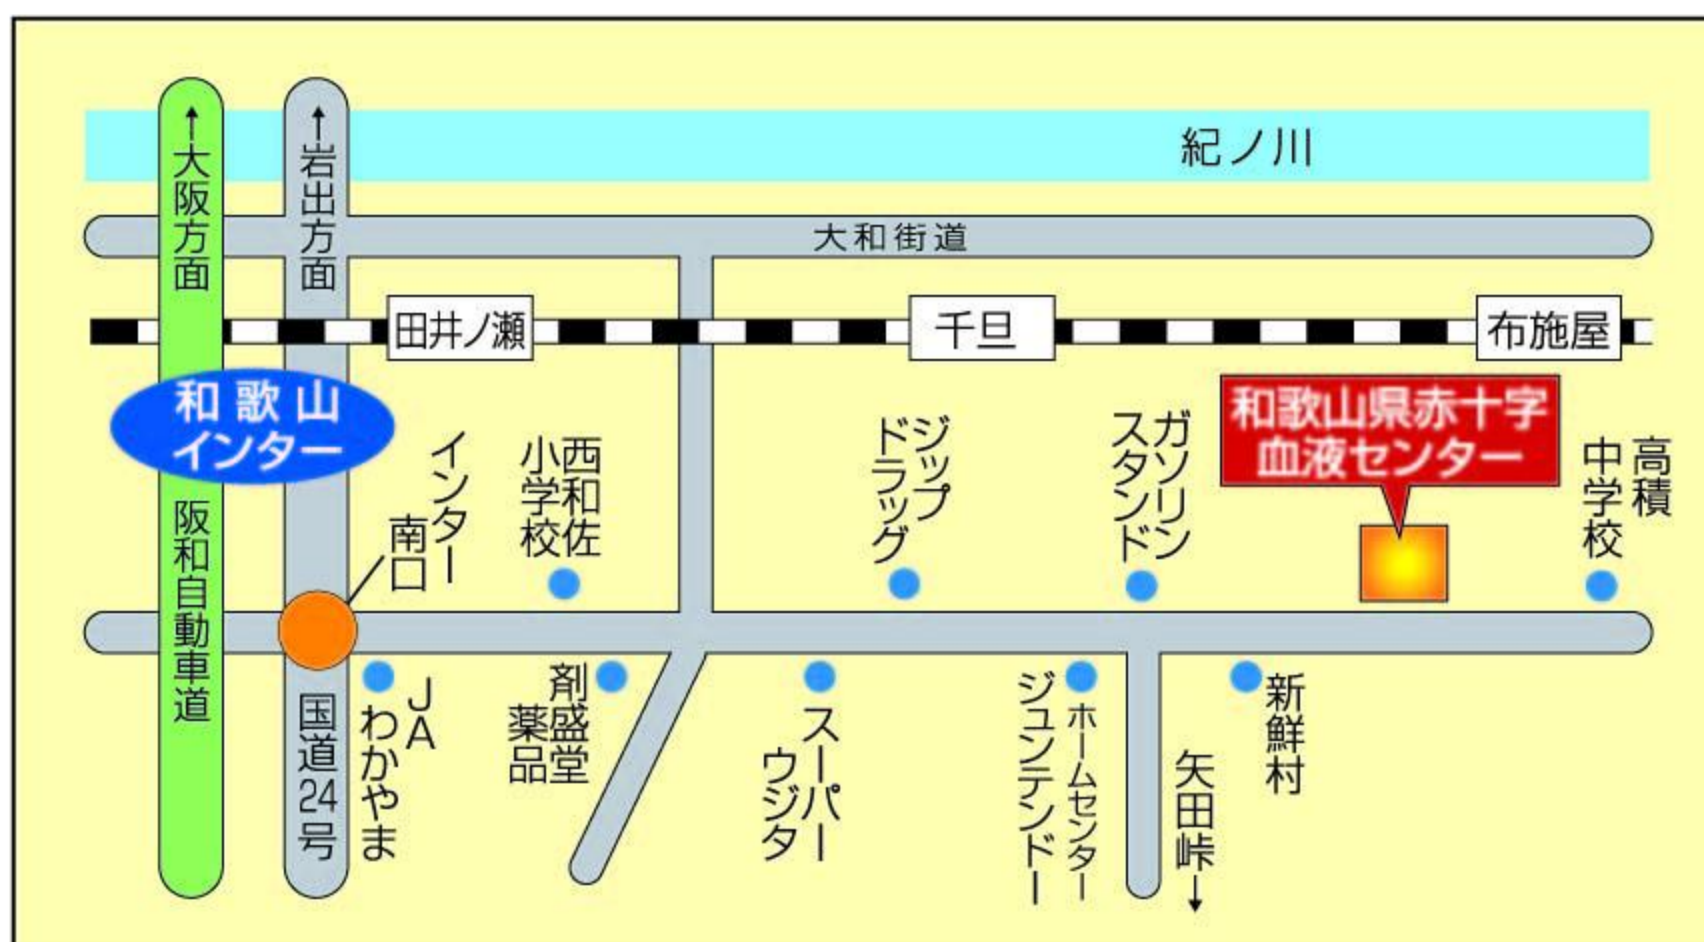 紀ノ川
←大阪方面
←岩出方面
大和街道
田井ノ瀬
千旦
布施屋
和歌山
インター
和歌山県赤十字
血液センター
インター
南口
西和佐
小学校
ジップ
ドラッグ
ガソリン
スタンド
高積
中学校
阪和自動車道
国道24号
JA
わかやま
剤盛堂
薬品
スーパー
ウジタ
ホームセンター
ジュンテンドー
矢田峠→
新鮮村